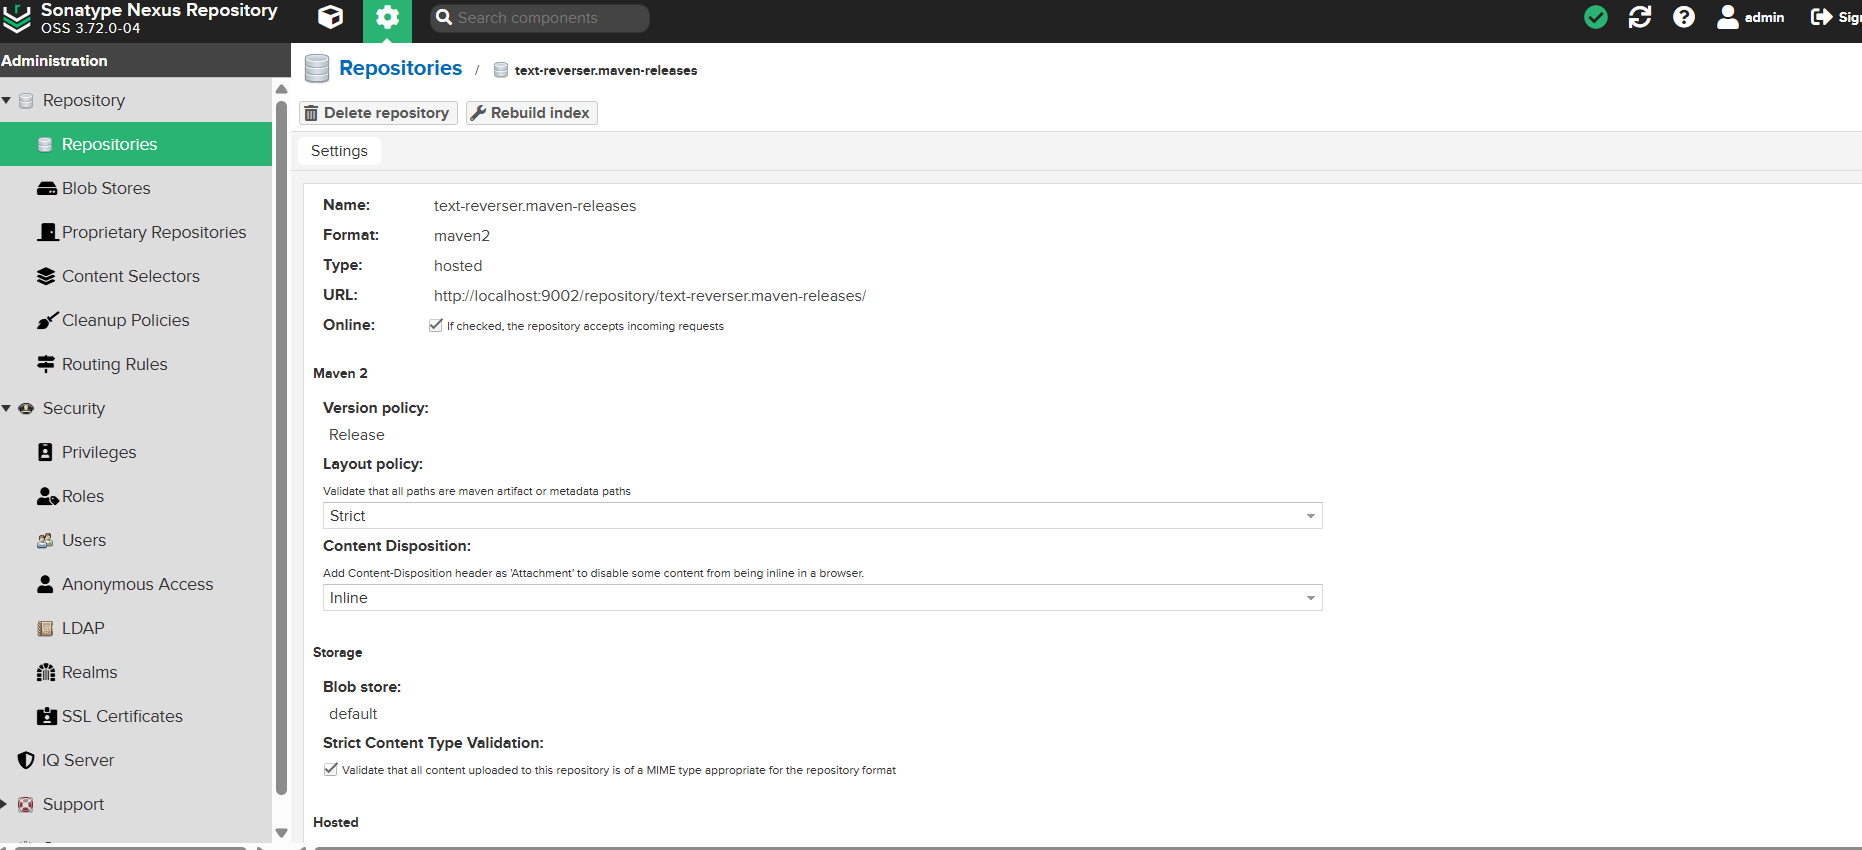 Sonatype Nexus Repository
OSS 3.72.0-04
Search components
admin
Sig
Administration
Repository
Repositories
Blob Stores
Proprietary Repositories
Content Selectors
Cleanup Policies
Routing Rules
Security
Privileges
Roles
Users
Anonymous Access
LDAP
Realms
SSL Certificates
IQ Server
Support
Repositories / text-reverser.maven-releases
Delete repository
Rebuild index
Settings
Name: text-reverser.maven-releases
Format: maven2
Type: hosted
URL: http://localhost:9002/repository/text-reverser.maven-releases/
Online: If checked, the repository accepts incoming requests
Maven 2
Version policy:
Release
Layout policy:
Validate that all paths are maven artifact or metadata paths
Strict
Content Disposition:
Add Content-Disposition header as 'Attachment' to disable some content from being inline in a browser.
Inline
Storage
Blob store:
default
Strict Content Type Validation:
Validate that all content uploaded to this repository is of a MIME type appropriate for the repository format
Hosted